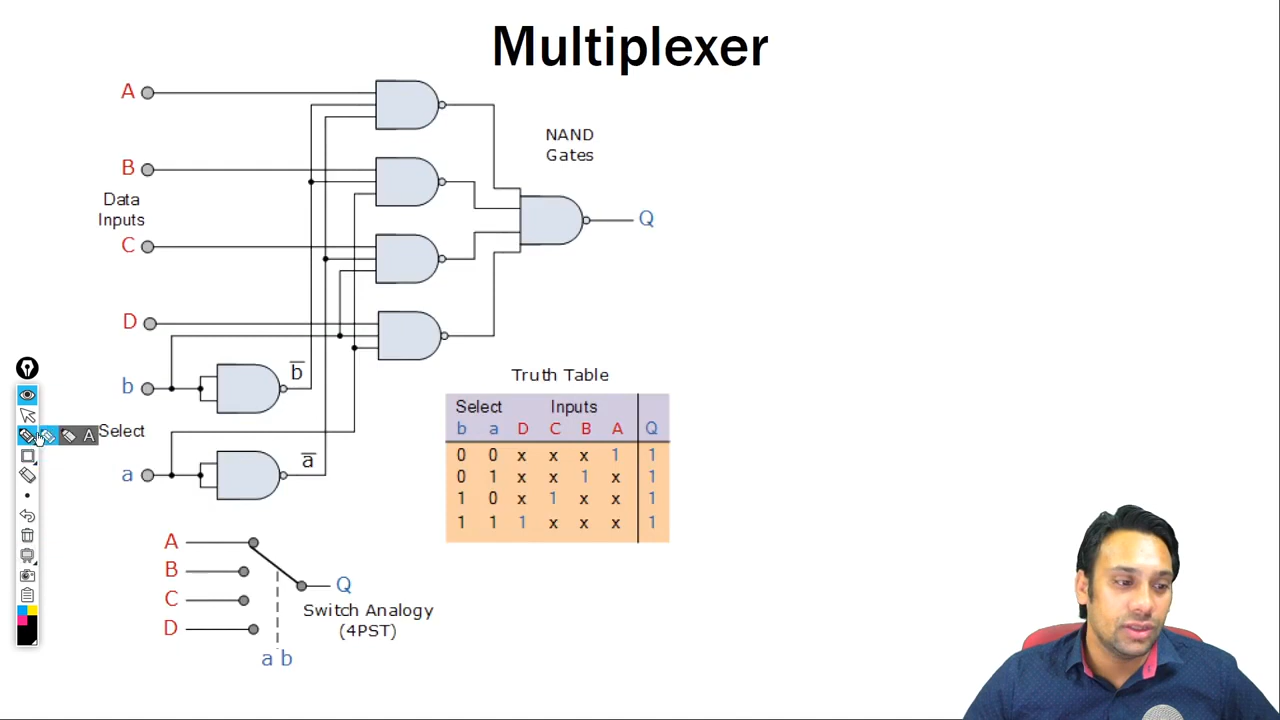 Multiplexer
A
NAND
Gates
B
Data
Inputs
Q
C
D
b
b̅
Truth Table
Select Inputs
b a D C B A Q
0 0 x x x 1 1
0 1 x x 1 x 1
1 0 x 1 x x 1
1 1 1 x x x 1
A Select
a̅
a
A
B
Q
C
Switch Analogy
(4PST)
D
a b